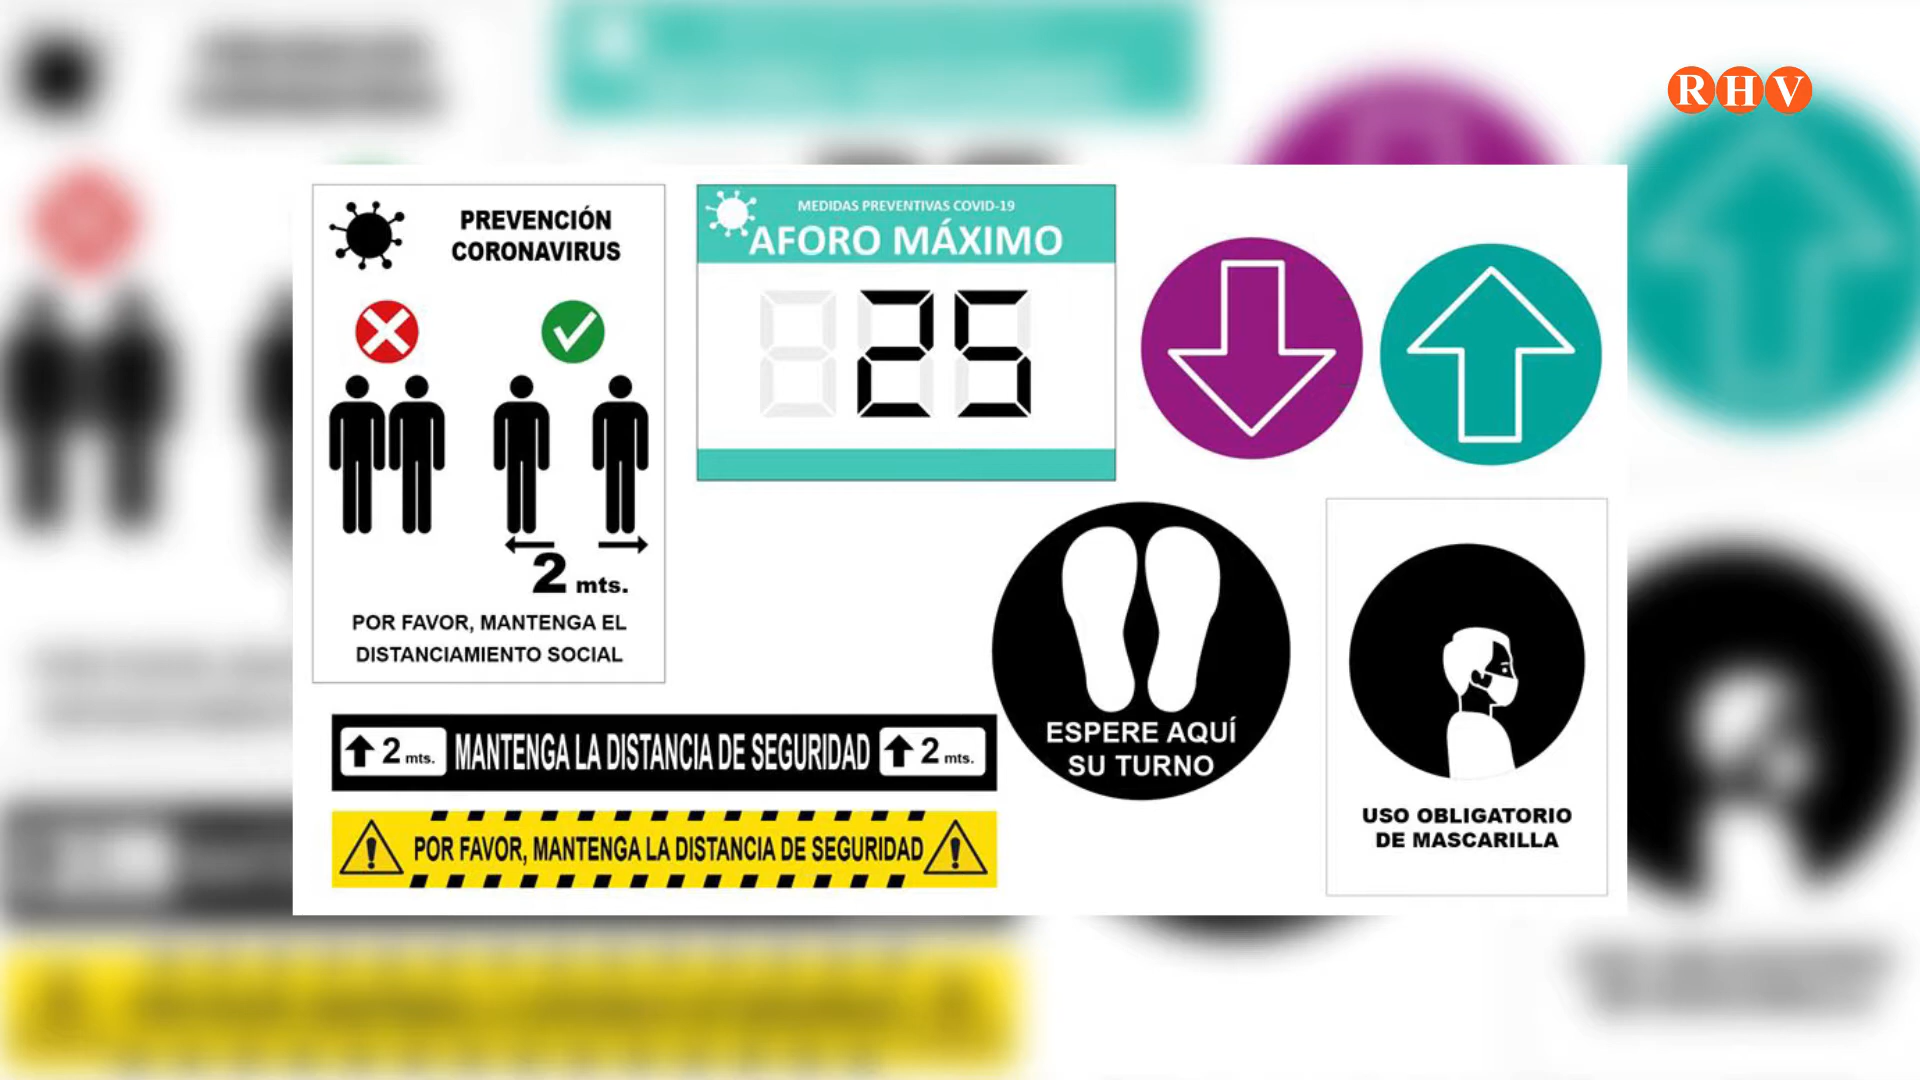 RHV
PREVENCIÓN
CORONAVIRUS
2 mts.
POR FAVOR, MANTENGA EL
DISTANCIAMIENTO SOCIAL
MEDIDAS PREVENTIVAS COVID-19
AFORO MÁXIMO
25
2 mts. MANTENGA LA DISTANCIA DE SEGURIDAD 2 mts.
POR FAVOR, MANTENGA LA DISTANCIA DE SEGURIDAD
ESPERE AQUÍ
SU TURNO
USO OBLIGATORIO
DE MASCARILLA